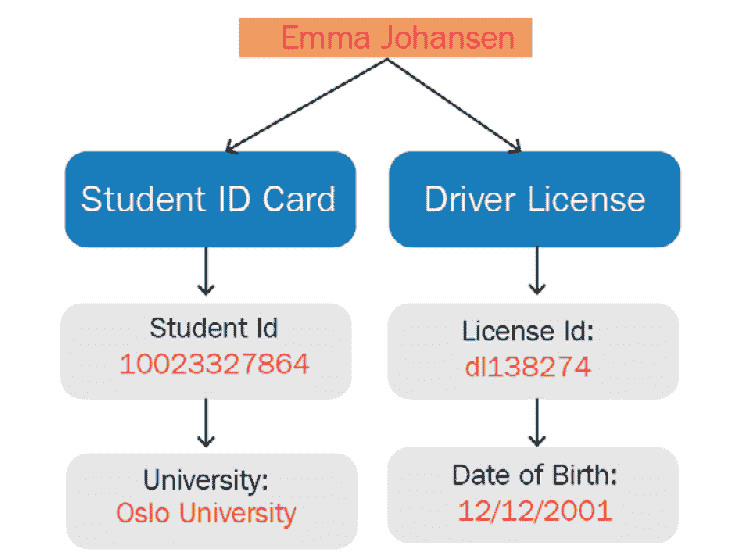 Emma Johansen
Student ID Card
Driver License
Student Id
10023327864
License Id:
dl138274
University:
Oslo University
Date of Birth:
12/12/2001